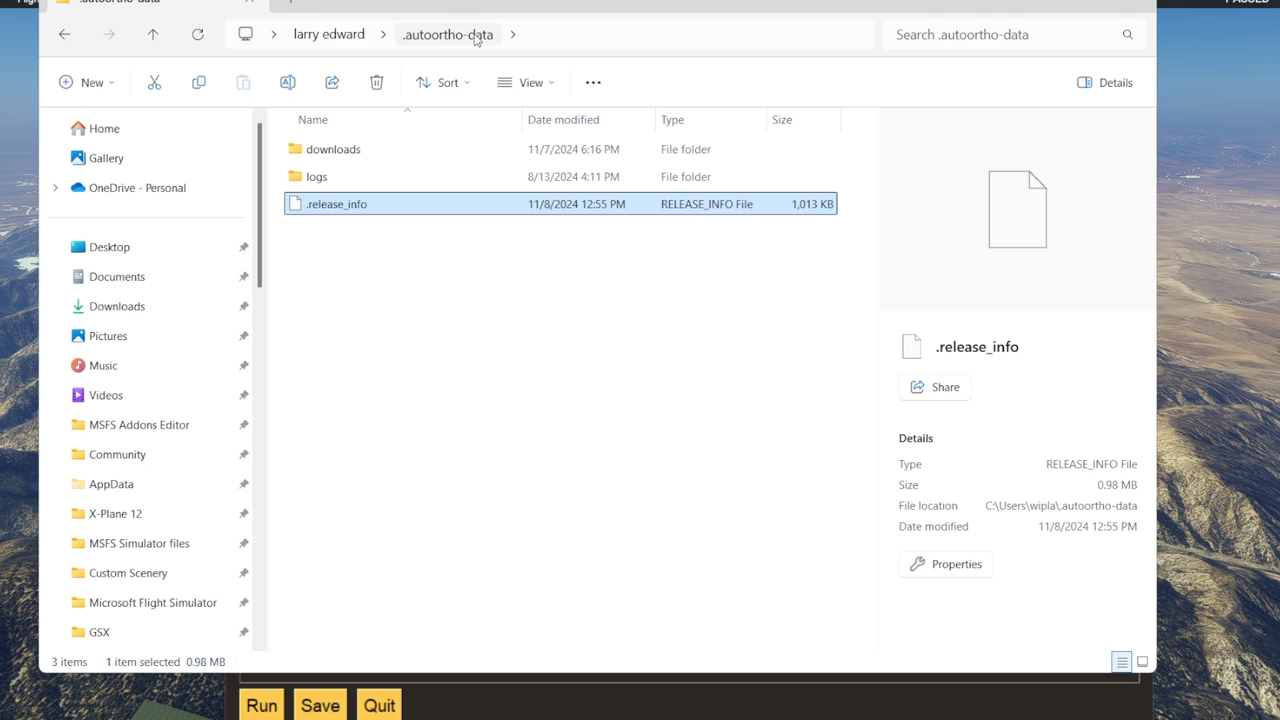 .autoortho-data
larry edward > .autoortho-data >
Search .autoortho-data
New
Sort
View
Details
Home
Gallery
OneDrive - Personal
Desktop
Documents
Downloads
Pictures
Music
Videos
MSFS Addons Editor
Community
AppData
X-Plane 12
MSFS Simulator files
Custom Scenery
Microsoft Flight Simulator
GSX
Name Date modified Type Size
downloads 11/7/2024 6:16 PM File folder
logs 8/13/2024 4:11 PM File folder
.release_info 11/8/2024 12:55 PM RELEASE_INFO File 1,013 KB
.release_info
Share
Details
Type RELEASE_INFO File
Size 0.98 MB
File location C:\Users\wipla\.autoortho-data
Date modified 11/8/2024 12:55 PM
Properties
3 items 1 item selected 0.98 MB
Run Save Quit